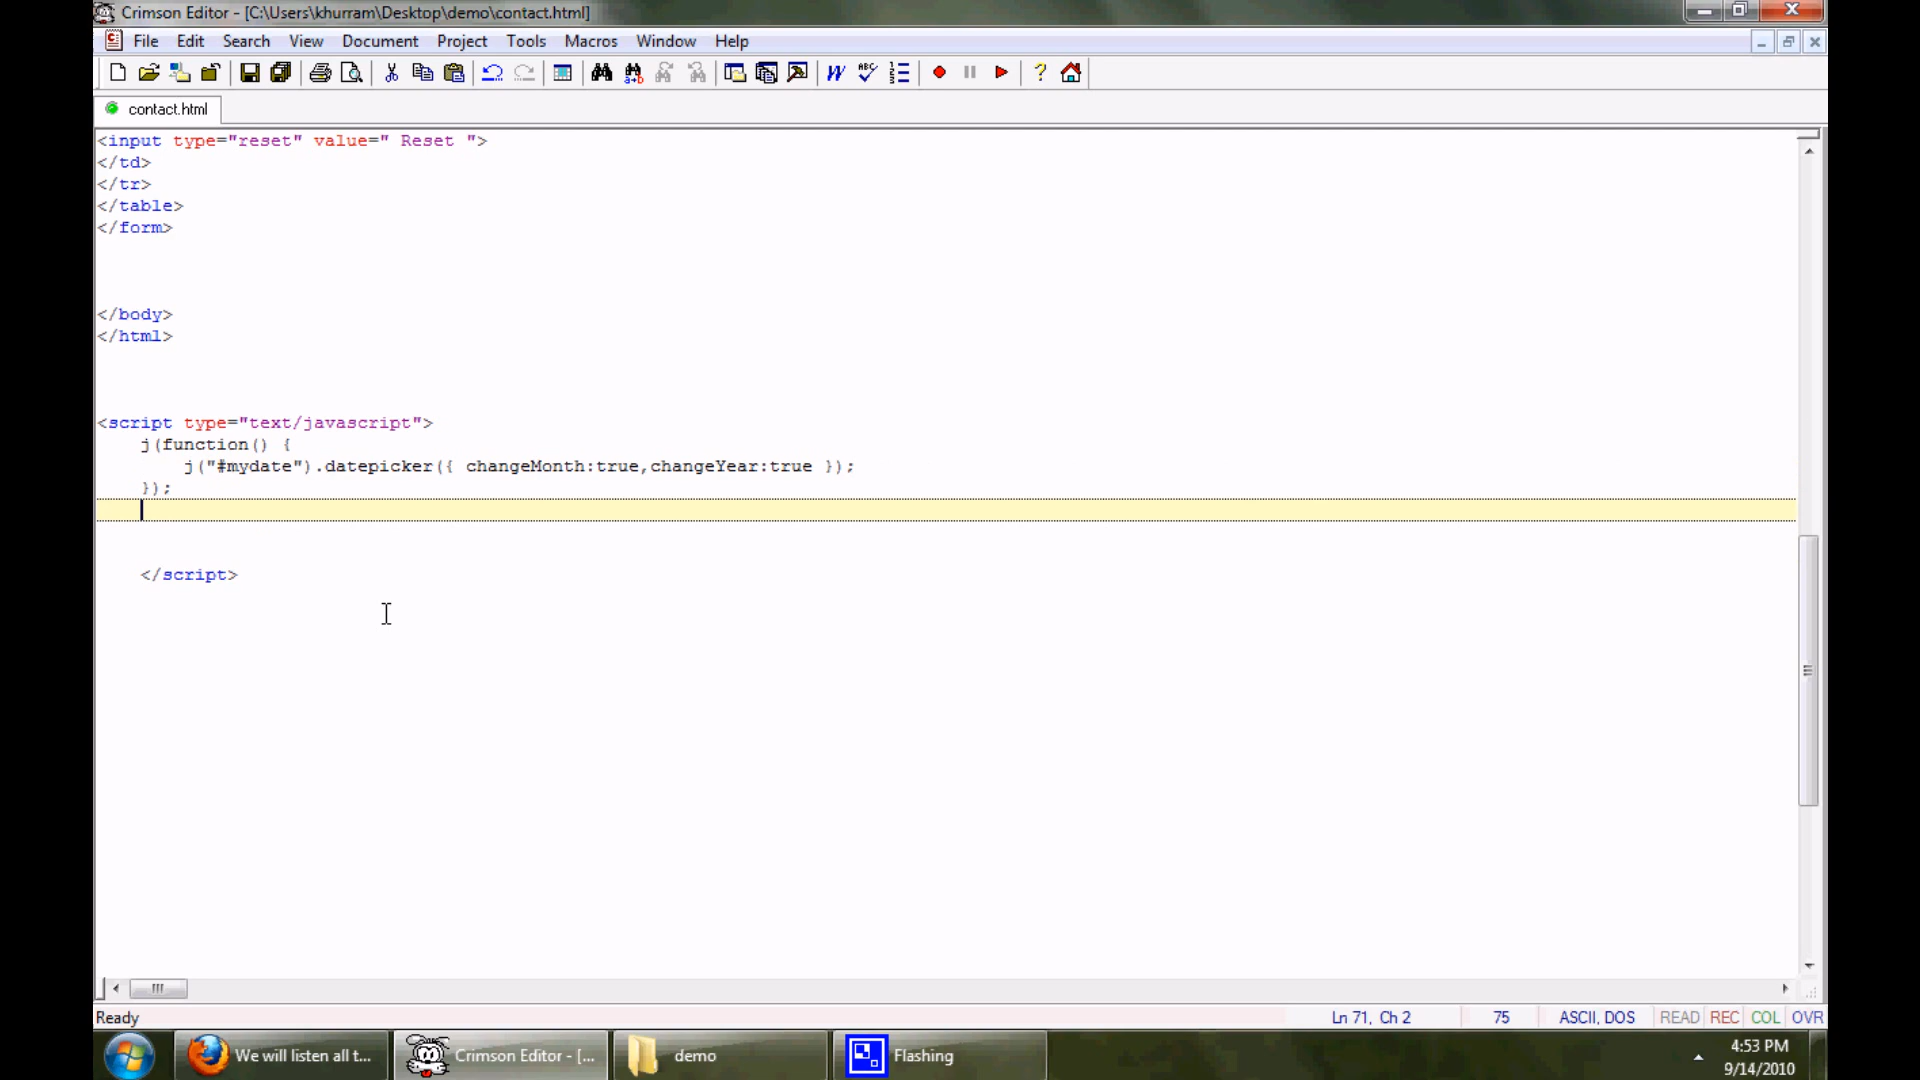 Crimson Editor - [C:\Users\khurram\Desktop\demo\contact.html]
File Edit Search View Document Project Tools Macros Window Help
contact.html
<input type="reset" value=" Reset ">
</td>
</tr>
</table>
</form>
</body>
</html>
<script type="text/javascript">
j(function() {
j("#mydate").datepicker({ changeMonth:true,changeYear:true });
});
</script>
Ready Ln 71, Ch 2 75 ASCII, DOS READ REC COL OVR
We will listen all t... Crimson Editor - [... demo Flashing 4:53 PM
9/14/2010